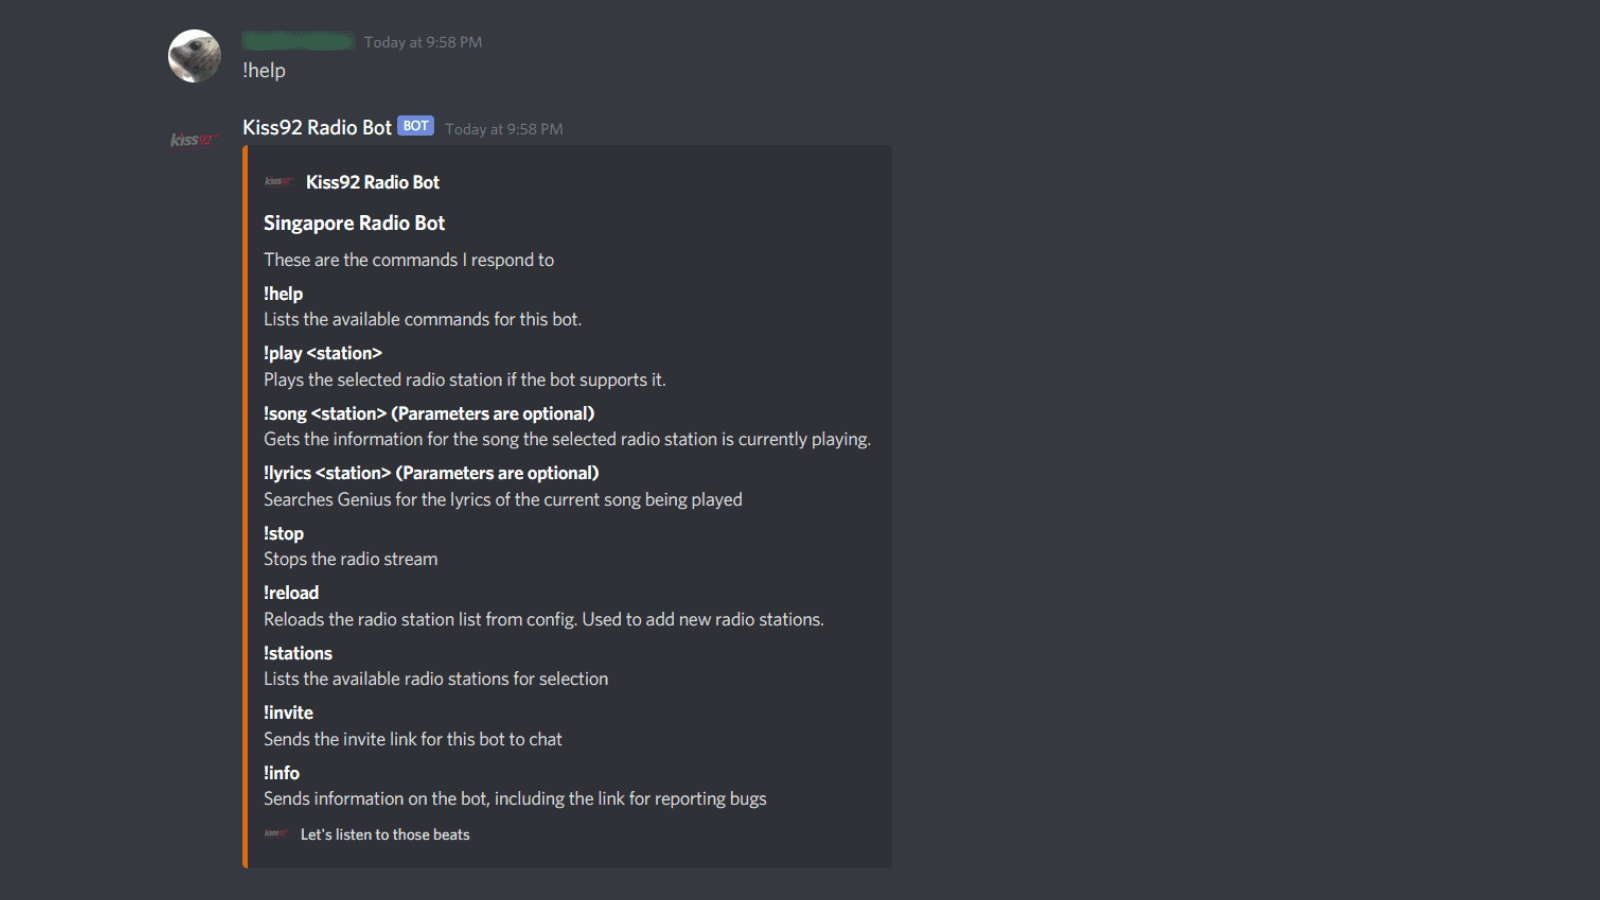 Today at 9:58 PM
!help
kiss92
Kiss92 Radio Bot BOT Today at 9:58 PM
kiss92 Kiss92 Radio Bot
Singapore Radio Bot
These are the commands I respond to
!help
Lists the available commands for this bot.
!play <station>
Plays the selected radio station if the bot supports it.
!song <station> (Parameters are optional)
Gets the information for the song the selected radio station is currently playing.
!lyrics <station> (Parameters are optional)
Searches Genius for the lyrics of the current song being played
!stop
Stops the radio stream
!reload
Reloads the radio station list from config. Used to add new radio stations.
!stations
Lists the available radio stations for selection
!invite
Sends the invite link for this bot to chat
!info
Sends information on the bot, including the link for reporting bugs
kiss92 Let's listen to those beats